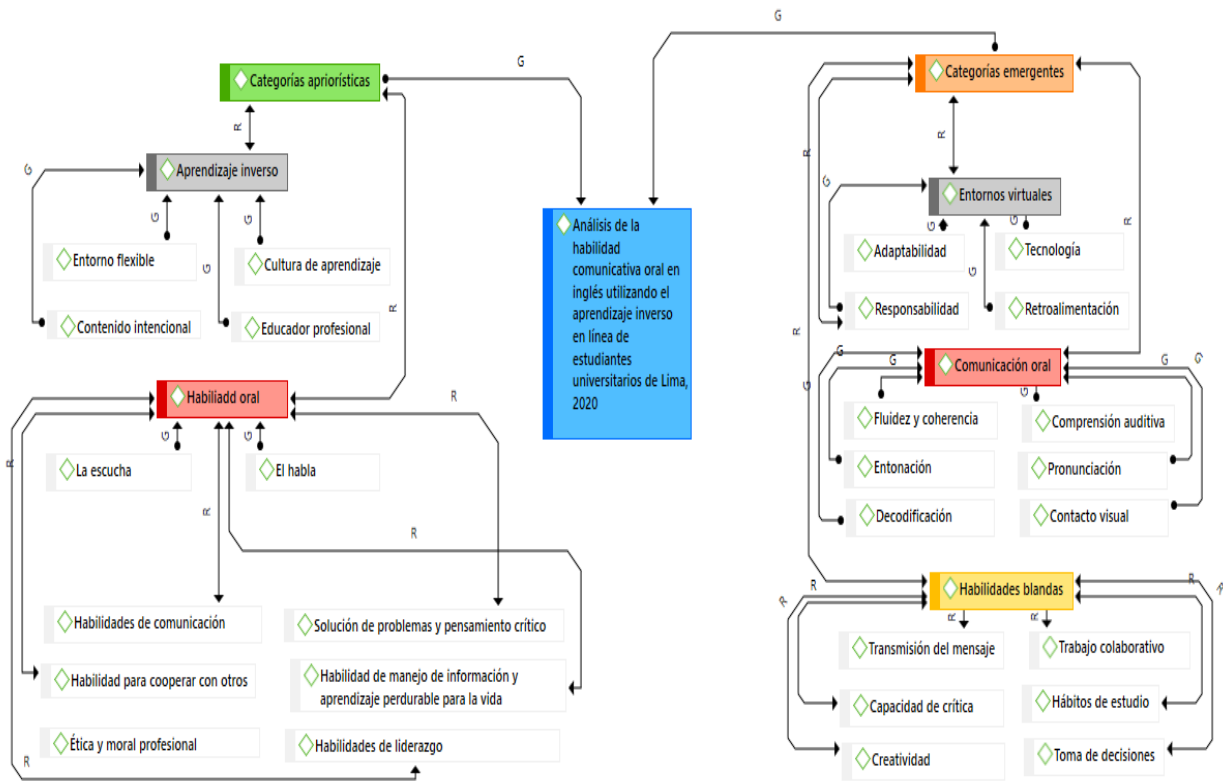 G
G
Categorías apriorísticas
Categorías emergentes
R
R
R
Aprendizaje inverso
G
Entornos virtuales
G
G
G
G
R
G
G
G
Entorno flexible
Cultura de aprendizaje
Adaptabilidad
Tecnología
Análisis de la
habilidad
comunicativa oral en
inglés utilizando el
aprendizaje inverso
en línea de
estudiantes
universitarios de Lima,
2020
Contenido intencional
Educador profesional
R
Responsabilidad
Retroalimentación
R
Comunicación oral
G
G
G
G
G
Habiliadd oral
R
Fluidez y coherencia
Comprensión auditiva
G
G
La escucha
El habla
R
Entonación
Pronunciación
R
R
Decodificación
Contacto visual
Habilidades blandas
R
R
R
R
R
R
Habilidades de comunicación
Solución de problemas y pensamiento crítico
Transmisión del mensaje
Trabajo colaborativo
Habilidad para cooperar con otros
Habilidad de manejo de información y
aprendizaje perdurable para la vida
Capacidad de crítica
Hábitos de estudio
Ética y moral profesional
Habilidades de liderazgo
Creatividad
Toma de decisiones
R